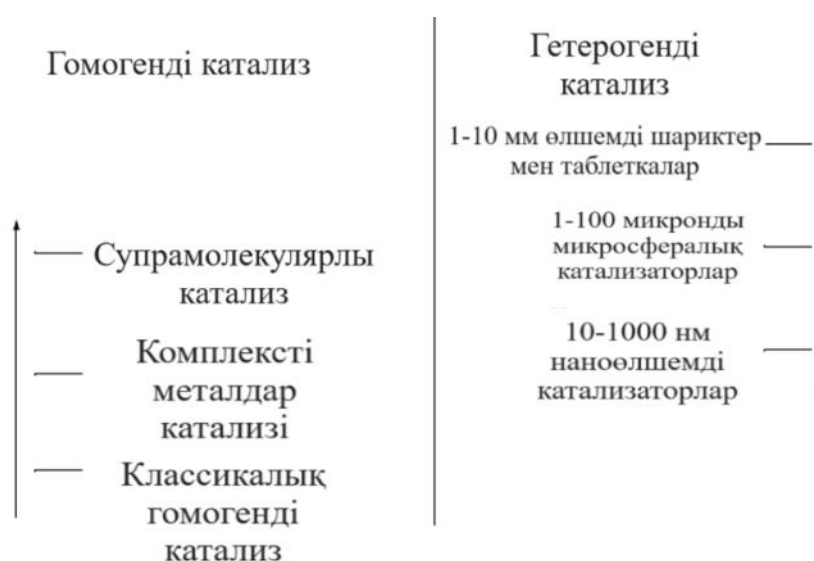 Гомогенді катализ
Супрамолекулярлы
катализ
Комплексті
металдар
катализі
Классикалық
гомогенді
катализ
Гетерогенді
катализ
1-10 мм өлшемді шариктер
мен таблеткалар
1-100 микронды
микросфералық
катализаторлар
10-1000 нм
наноөлшемді
катализаторлар